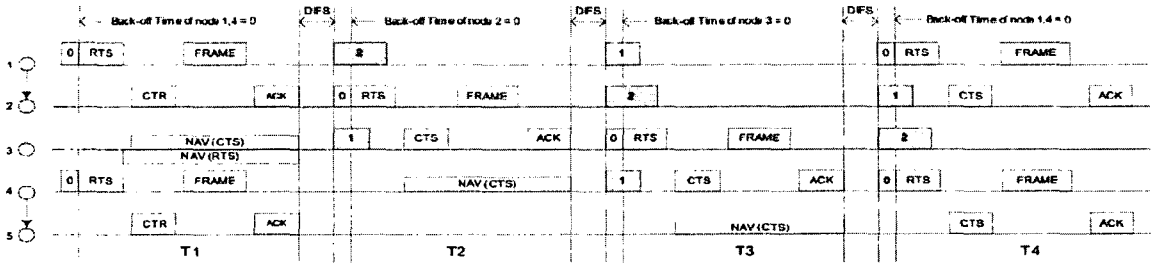 DIFS DIFS DIFS
Back-off Time of node 1,4 = 0 Back-off Time of node 2 = 0 Back-off Time of node 3 = 0 Back-off Time of node 1,4 = 0
1 0 RTS FRAME 2 1 0 RTS FRAME
2 CTR ACK 0 RTS FRAME 2 1 CTS ACK
3 NAV (CTS) 1 CTS ACK 0 RTS FRAME 2
NAV (RTS)
4 0 RTS FRAME NAV (CTS) 1 CTS ACK 0 RTS FRAME
5 CTR ACK NAV (CTS) CTS ACK
T1 T2 T3 T4